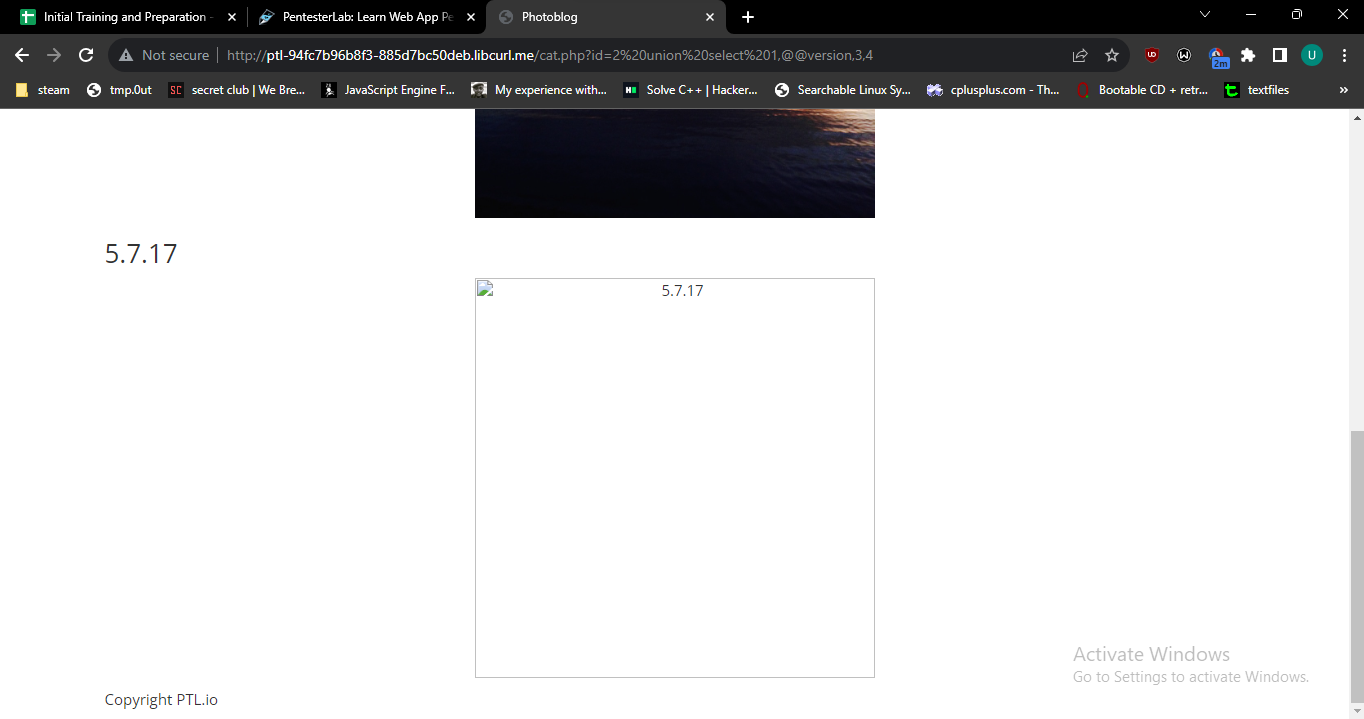 Initial Training and Preparation -
PentesterLab: Learn Web App Pe
Photoblog
Not secure
http://ptl-94fc7b96b8f3-885d7bc50deb.libcurl.me/cat.php?id=2%20union%20select%201,@@version,3,4
2m
U
steam
tmp.0ut
SC
secret club | We Bre...
JavaScript Engine F...
My experience with...
Solve C++ | Hacker...
Searchable Linux Sy...
cplusplus.com - Th...
Bootable CD + retr...
textfiles
»
5.7.17
5.7.17
Activate Windows
Go to Settings to activate Windows.
Copyright PTL.io